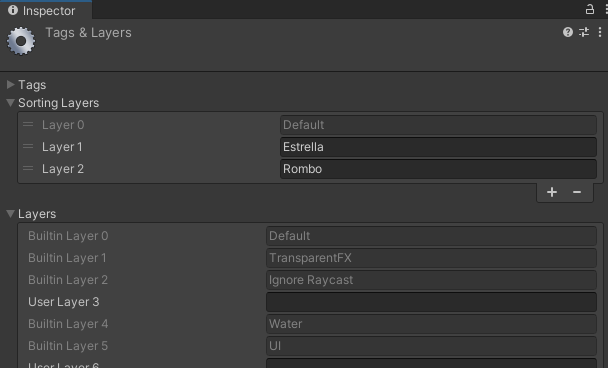 Inspector
Tags & Layers
Tags
Sorting Layers
Layer 0 Default
Layer 1 Estrella
Layer 2 Rombo
Layers
Builtin Layer 0 Default
Builtin Layer 1 TransparentFX
Builtin Layer 2 Ignore Raycast
User Layer 3
Builtin Layer 4 Water
Builtin Layer 5 UI
User Layer 6